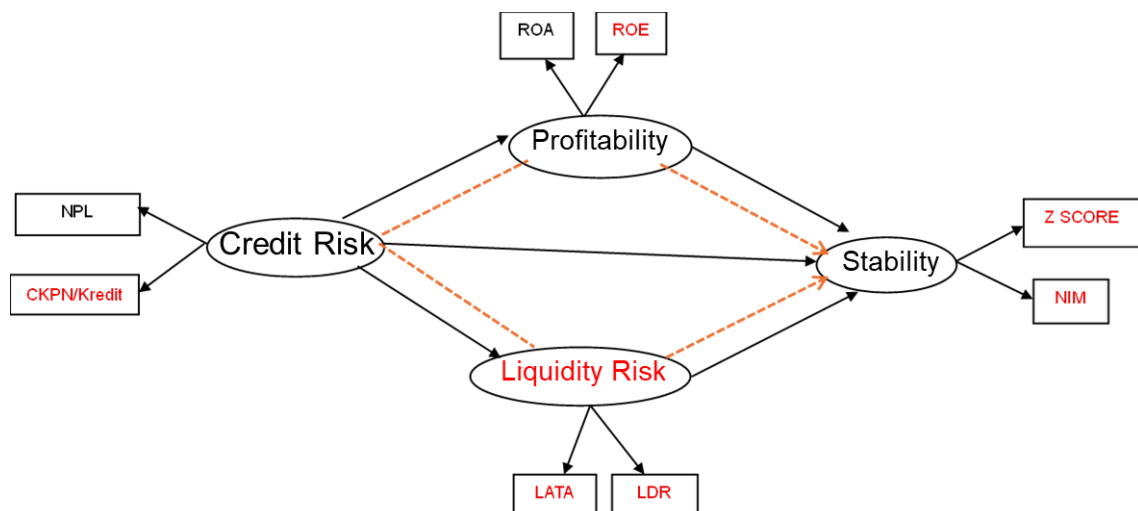 ROA
ROE
Profitability
NPL
Credit Risk
CKPN/Kredit
Z SCORE
Stability
NIM
Liquidity Risk
LATA
LDR